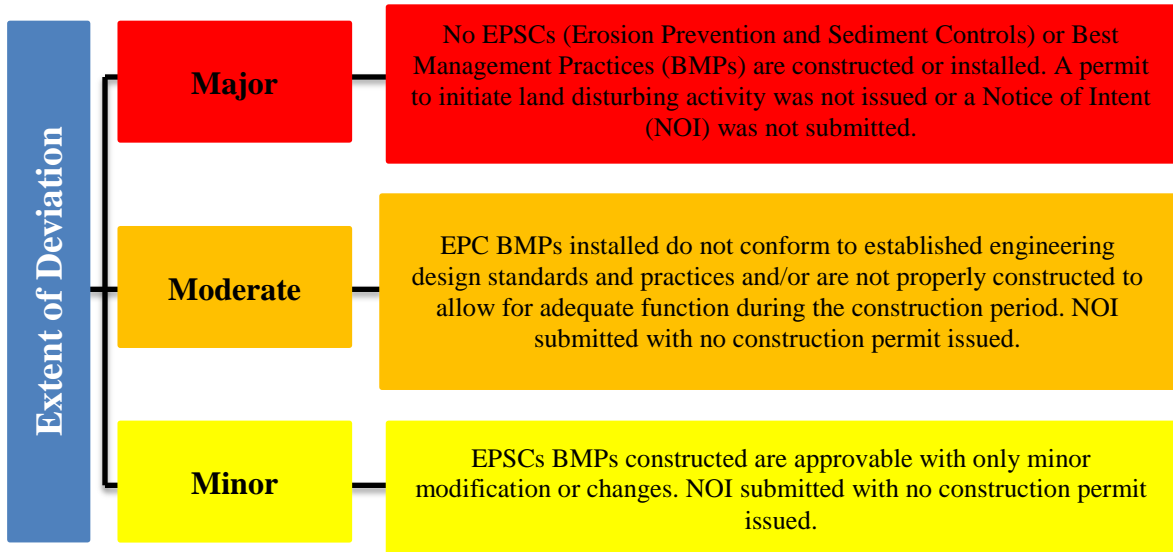 Extent of Deviation
Major
No EPSCs (Erosion Prevention and Sediment Controls) or Best
Management Practices (BMPs) are constructed or installed. A permit
to initiate land disturbing activity was not issued or a Notice of Intent
(NOI) was not submitted.
Moderate
EPC BMPs installed do not conform to established engineering
design standards and practices and/or are not properly constructed to
allow for adequate function during the construction period. NOI
submitted with no construction permit issued.
Minor
EPSCs BMPs constructed are approvable with only minor
modification or changes. NOI submitted with no construction permit
issued.